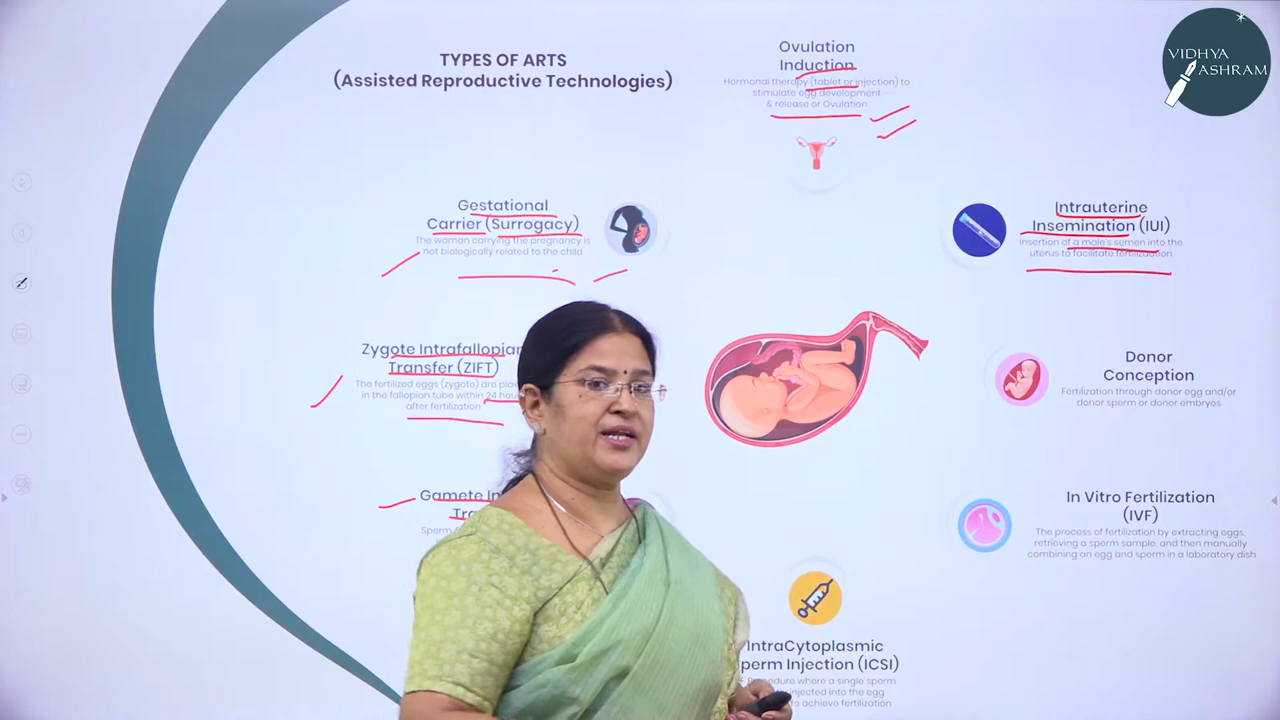 TYPES OF ARTS
(Assisted Reproductive Technologies)
Ovulation
Induction
Hormonal therapy (tablet or injection) to
stimulate egg development
& release or Ovulation
VIDHYA
ASHRAM
Gestational
Carrier (Surrogacy)
The woman carrying the pregnancy is
not biologically related to the child
Intrauterine
Insemination (IUI)
Insertion of a male's semen into the
uterus to facilitate fertilization
Zygote Intrafallopian
Transfer (ZIFT)
The fertilized eggs (zygote) are
in the fallopian tube within 24
after fertilization
Donor
Conception
Fertilization through donor egg and/or
donor sperm or donor embryos
Gamete
In Vitro Fertilization
(IVF)
The process of fertilization by extracting eggs,
retrieving a sperm sample, and then manually
combining an egg and sperm in a laboratory dish
Sperm
IntraCytoplasmic
perm Injection (ICSI)
Procedure where a single sperm
injected into the egg
to achieve fertilization